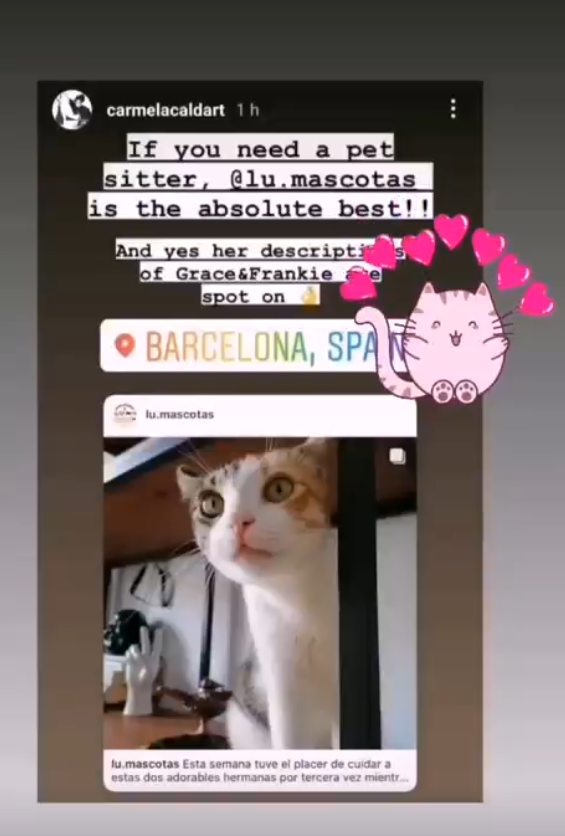 carmelacaldart 1 h
If you need a pet
sitter, @lu.mascotas
is the absolute best!!
And yes her
of Grace&Frankie
spot on
BARCELONA, SPAIN
lu.mascotas
lu.mascotas Esta semana tuve el placer de cuidar a
estas dos adorables hermanas por tercera vez mientr...